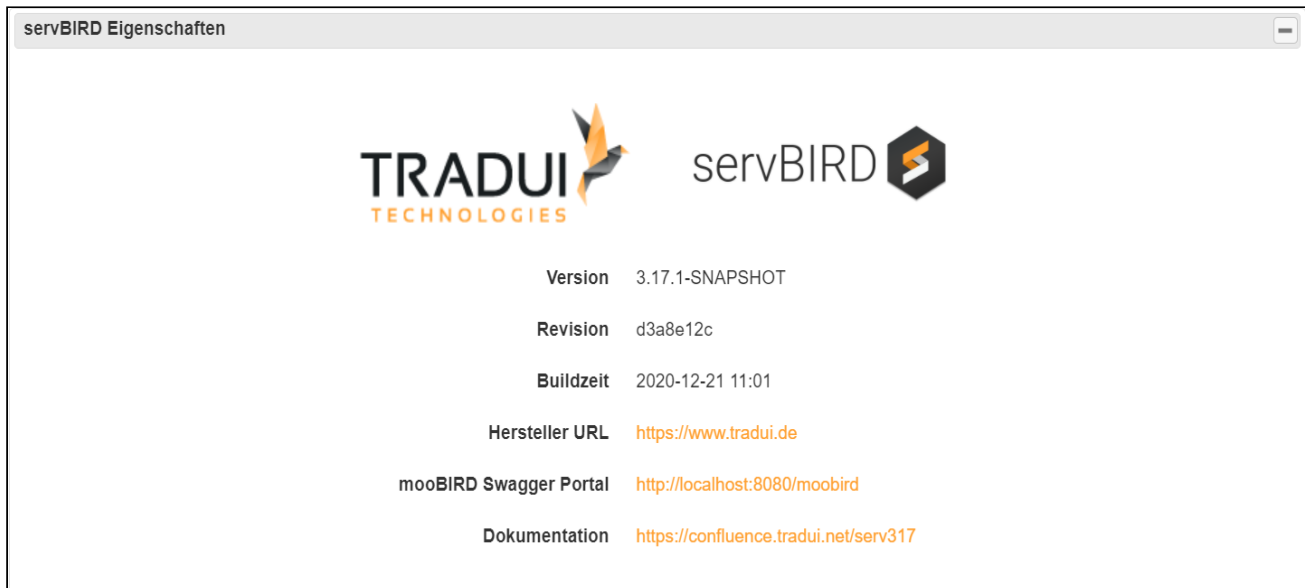 servBIRD Eigenschaften
TRADUI
TECHNOLOGIES
servBIRD
Version 3.17.1-SNAPSHOT
Revision d3a8e12c
Buildzeit 2020-12-21 11:01
Hersteller URL https://www.tradui.de
mooBIRD Swagger Portal http://localhost:8080/moobird
Dokumentation https://confluence.tradui.net/serv317